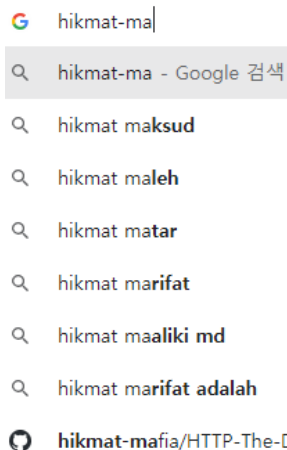 hikmat-ma
hikmat-ma - Google 검색
hikmat maksud
hikmat maleh
hikmat matar
hikmat marifat
hikmat maaliki md
hikmat marifat adalah
hikmat-mafia/HTTP-The-